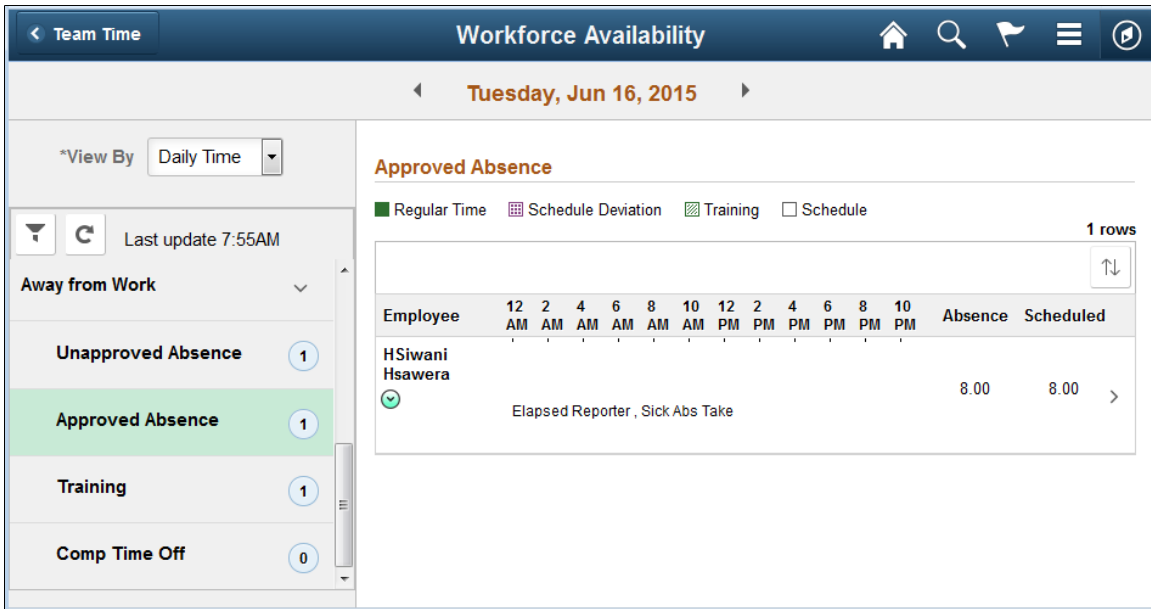 Team Time
Workforce Availability
Tuesday, Jun 16, 2015
*View By Daily Time
Last update 7:55AM
Away from Work
Unapproved Absence 1
Approved Absence 1
Training 1
Comp Time Off 0
Approved Absence
Regular Time Schedule Deviation Training Schedule
1 rows
Employee 12 AM 2 AM 4 AM 6 AM 8 AM 10 AM 12 PM 2 PM 4 PM 6 PM 8 PM 10 PM Absence Scheduled
HSiwani
Hsawera
8.00 8.00
Elapsed Reporter , Sick Abs Take